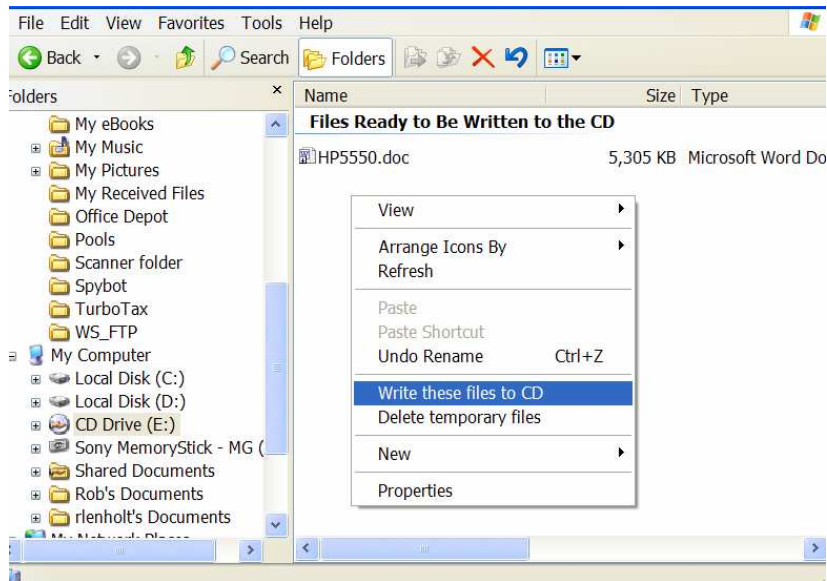 File Edit View Favorites Tools Help
Back Search Folders
olders
My eBooks
My Music
My Pictures
My Received Files
Office Depot
Pools
Scanner folder
Spybot
TurboTax
WS_FTP
My Computer
Local Disk (C:)
Local Disk (D:)
CD Drive (E:)
Sony MemoryStick - MG (
Shared Documents
Rob's Documents
rlenholt's Documents
My Network Places
Name Size Type
Files Ready to Be Written to the CD
HP5550.doc 5,305 KB Microsoft Word Do
View
Arrange Icons By
Refresh
Paste
Paste Shortcut
Undo Rename Ctrl+Z
Write these files to CD
Delete temporary files
New
Properties